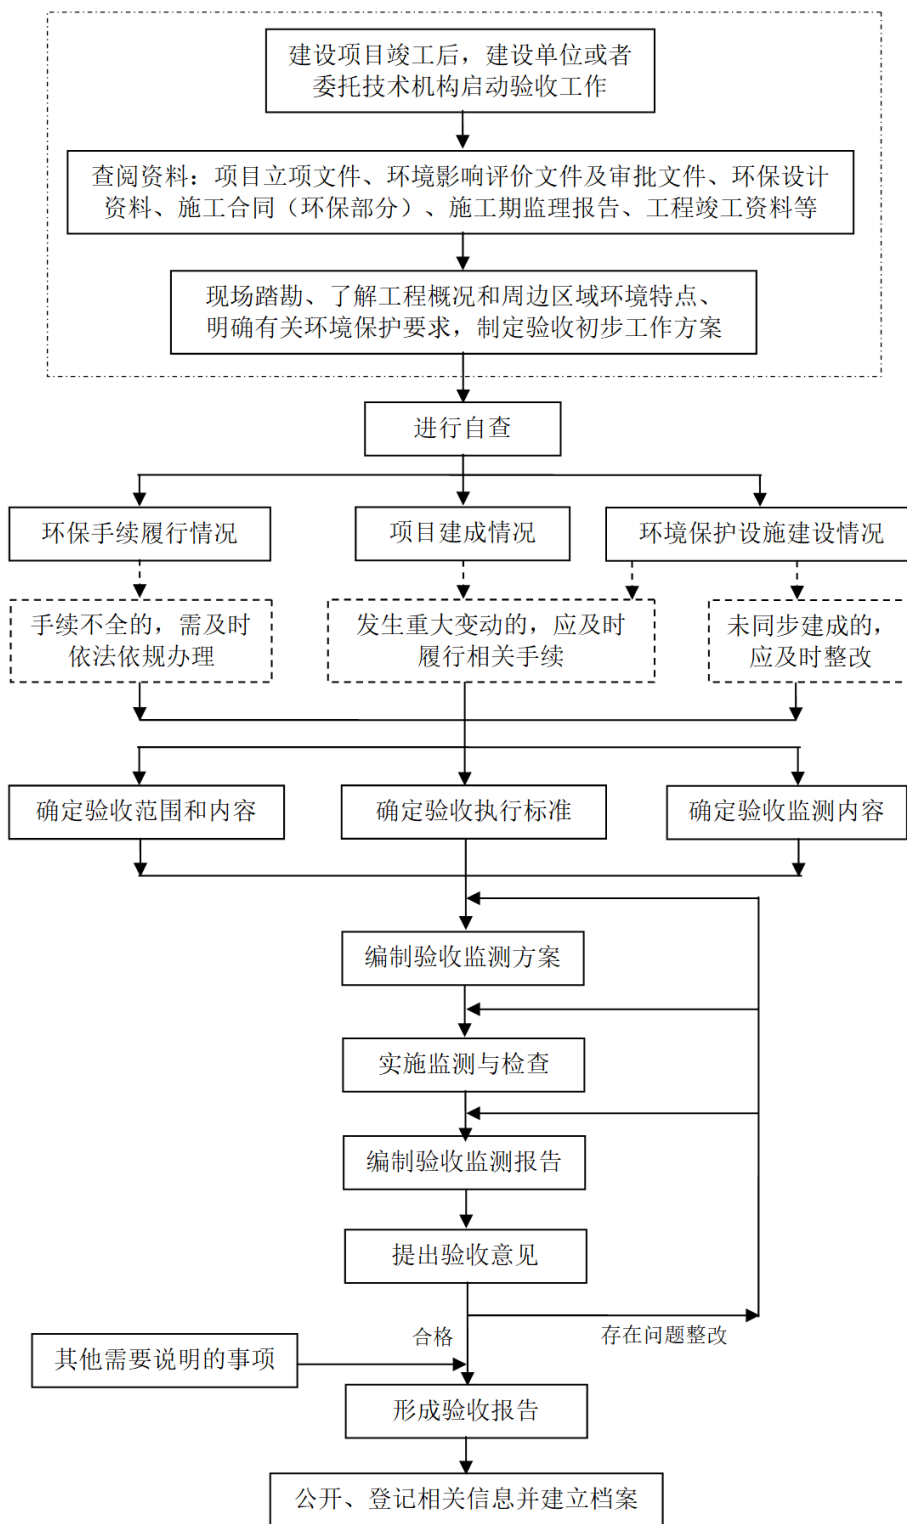 建设项目竣工后，建设单位或者
委托技术机构启动验收工作
查阅资料：项目立项文件、环境影响评价文件及审批文件、环保设计
资料、施工合同（环保部分）、施工期监理报告、工程竣工资料等
现场踏勘、了解工程概况和周边区域环境特点、
明确有关环境保护要求，制定验收初步工作方案
进行自查
环保手续履行情况
项目建成情况
环境保护设施建设情况
手续不全的，需及时
依法依规办理
发生重大变动的，应及时
履行相关手续
未同步建成的，
应及时整改
确定验收范围和内容
确定验收执行标准
确定验收监测内容
编制验收监测方案
实施监测与检查
编制验收监测报告
提出验收意见
合格
存在问题整改
其他需要说明的事项
形成验收报告
公开、登记相关信息并建立档案